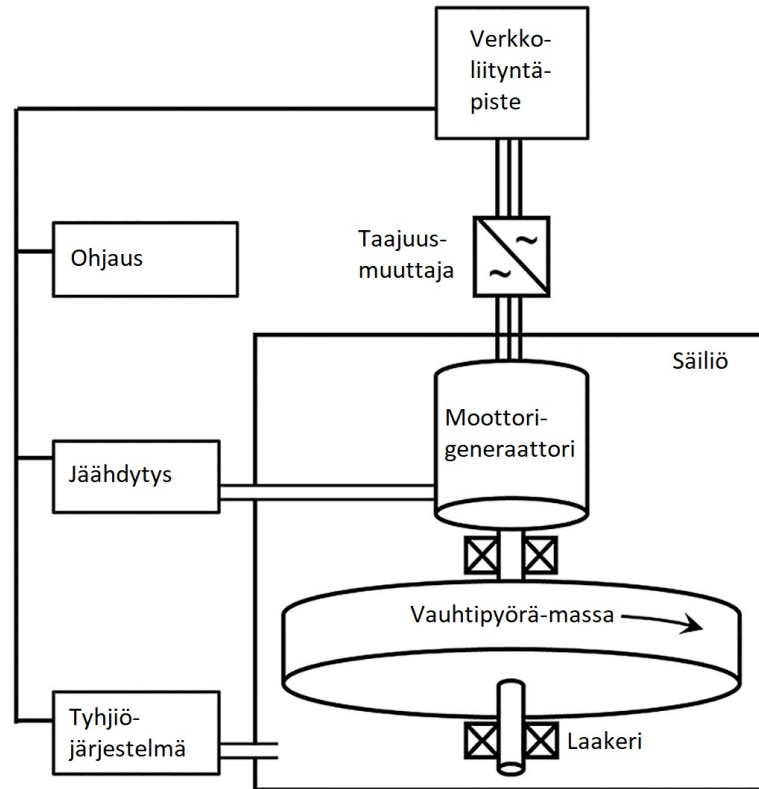 Verkko-
liityntä-
piste
Taajuus-
muuttaja
~
~
Ohjaus
Säiliö
Moottori-
generaattori
Jäähdytys
Vauhtipyörä-massa
Tyhjiö-
järjestelmä
Laakeri